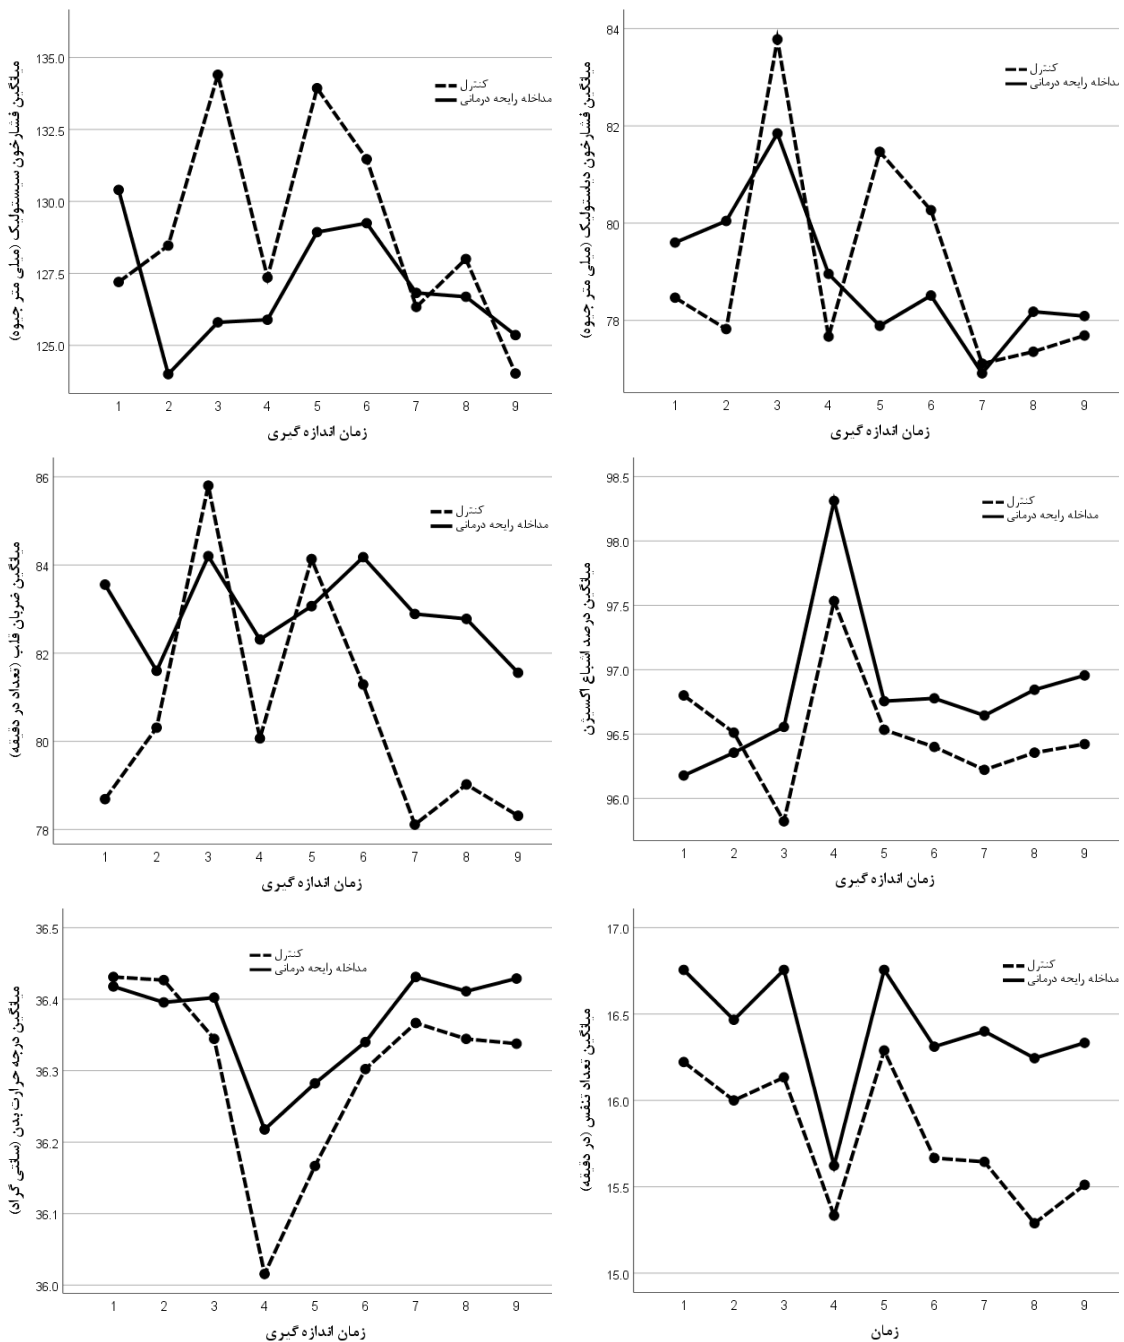 میانگین فشارخون سیستولیک (میلی متر جیوه)
135.0
132.5
130.0
127.5
125.0
کنترل
مداخله رایحه درمانی
1 2 3 4 5 6 7 8 9
زمان اندازه گیری
میانگین فشارخون دیاستولیک (میلی متر جیوه)
84
82
80
78
کنترل
مداخله رایحه درمانی
1 2 3 4 5 6 7 8 9
زمان اندازه گیری
میانگین ضربان قلب (تعداد در دقیقه)
86
84
82
80
78
کنترل
مداخله رایحه درمانی
1 2 3 4 5 6 7 8 9
زمان اندازه گیری
میانگین درصد اشباع اکسیژن
98.5
98.0
97.5
97.0
96.5
96.0
کنترل
مداخله رایحه درمانی
1 2 3 4 5 6 7 8 9
زمان اندازه گیری
میانگین درجه حرارت بدن (سانتی گراد)
36.5
36.4
36.3
36.2
36.1
36.0
کنترل
مداخله رایحه درمانی
1 2 3 4 5 6 7 8 9
زمان اندازه گیری
میانگین تعداد تنفس (در دقیقه)
17.0
16.5
16.0
15.5
15.0
کنترل
مداخله رایحه درمانی
1 2 3 4 5 6 7 8 9
زمان